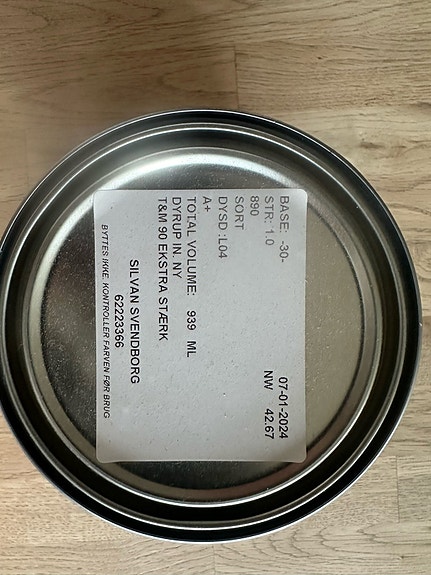 BASE: -30-
07-01-2024
STR: 1.0
NW 42.67
890
SORT
DYSD :L04
A+
TOTAL VOLUME: 939 ML
DYRUP IN. NY
T&M 90 EKSTRA STÆRK
SILVAN SVENDBORG
62223366
BYTTES IKKE. KONTROLLER FARVEN FØR BRUG